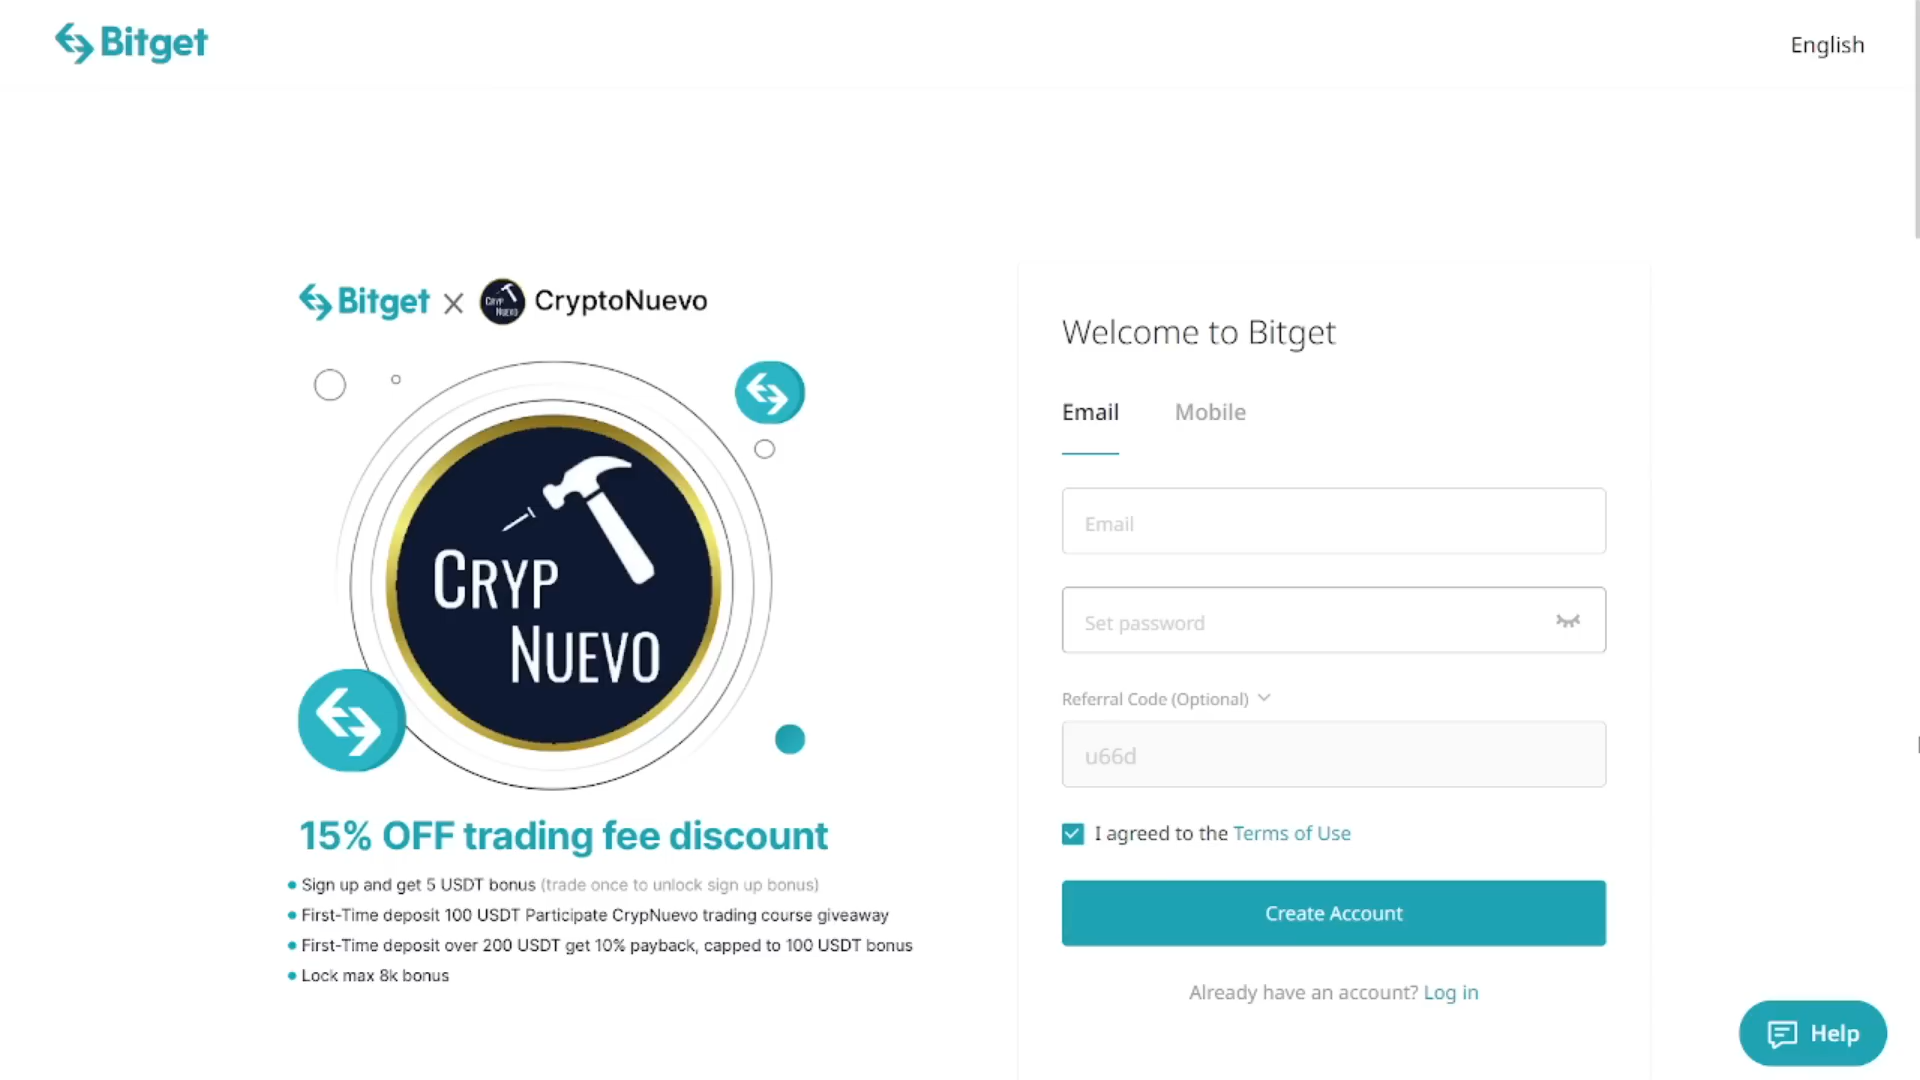 Bitget
English
Bitget X CRYP NUEVO CryptoNuevo
CRYP
NUEVO
15% OFF trading fee discount
Sign up and get 5 USDT bonus (trade once to unlock sign up bonus)
First-Time deposit 100 USDT Participate CrypNuevo trading course giveaway
First-Time deposit over 200 USDT get 10% payback, capped to 100 USDT bonus
Lock max 8k bonus
Welcome to Bitget
Email Mobile
Email
Set password
Referral Code (Optional)
u66d
I agreed to the Terms of Use
Create Account
Already have an account? Log in
Help